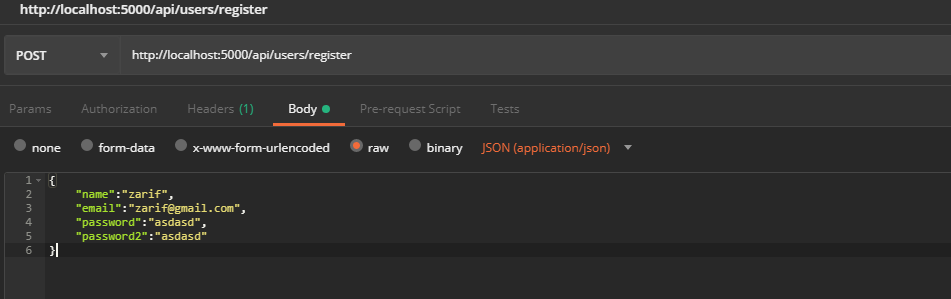 http://localhost:5000/api/users/register
POST http://localhost:5000/api/users/register
Params Authorization Headers (1) Body Pre-request Script Tests
none form-data x-www-form-urlencoded raw binary JSON (application/json)
1 {
2 "name":"zarif",
3 "email":"zarif@gmail.com",
4 "password":"asdasd",
5 "password2":"asdasd"
6 }